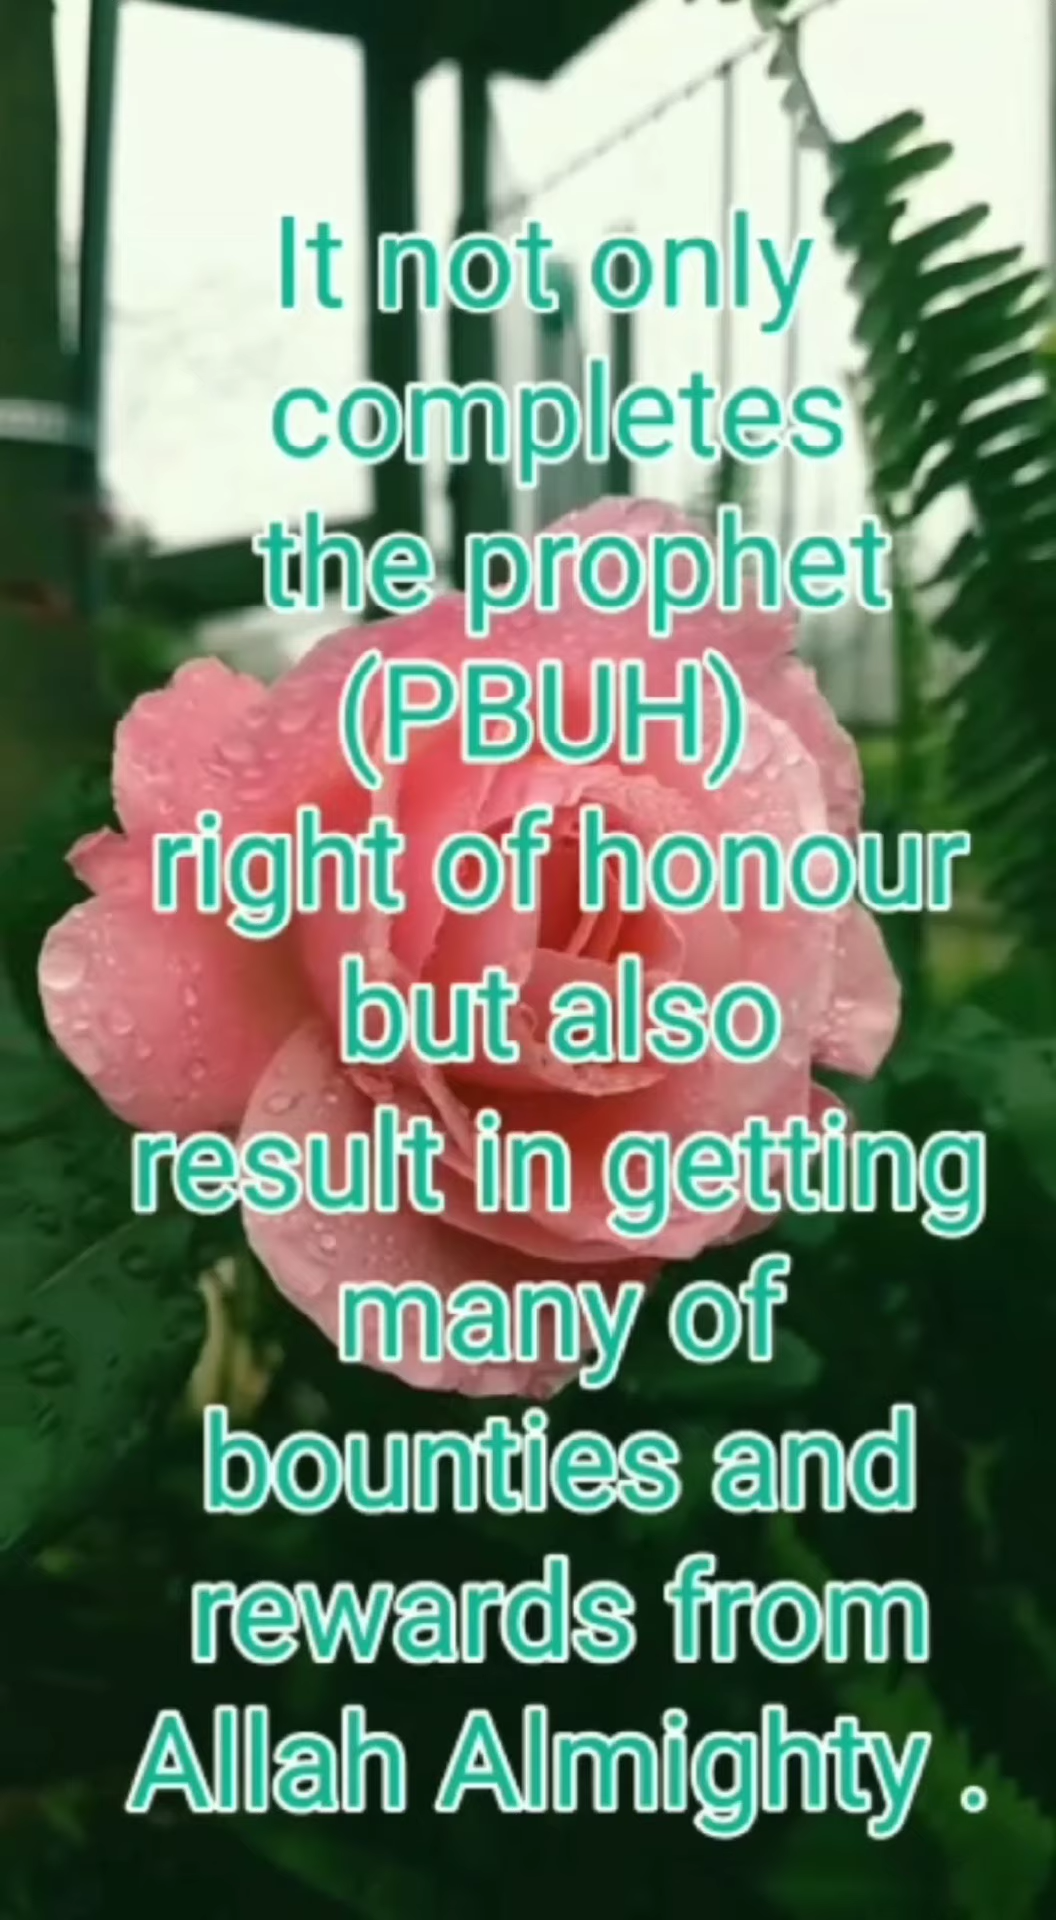 It not only
completes
the prophet
(PBUH)
right of honour
but also
result in getting
many of
bounties and
rewards from
Allah Almighty .